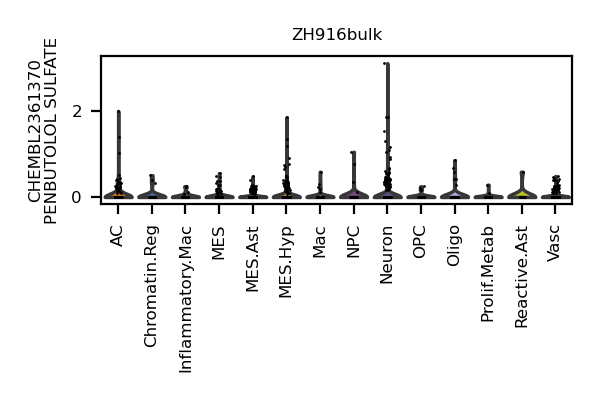 ZH916bulk
CHEMBL2361370
PENBUTOLOL SULFATE
2
0
AC
Chromatin.Reg
Inflammatory.Mac
MES
MES.Ast
MES.Hyp
Mac
NPC
Neuron
OPC
Oligo
Prolif.Metab
Reactive.Ast
Vasc